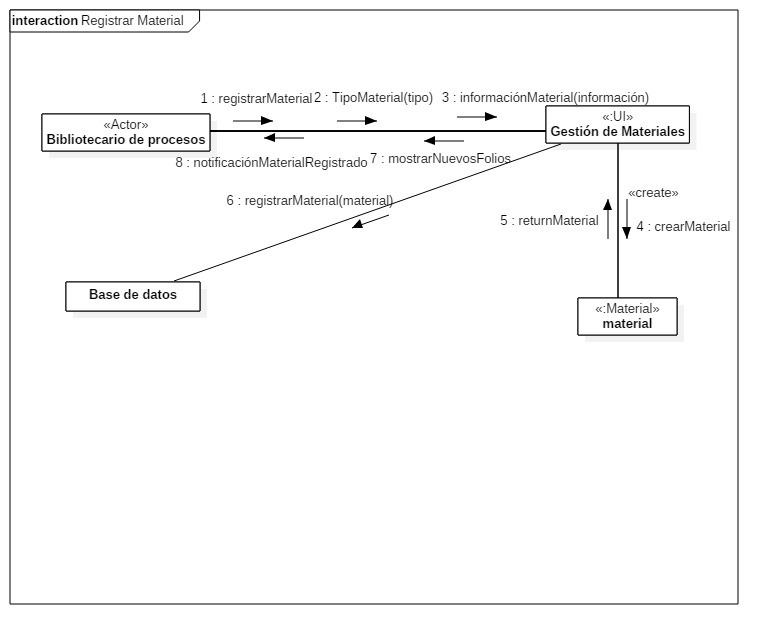 interaction Registrar Material
1 : registrarMaterial
2 : TipoMaterial(tipo)
3 : informaciónMaterial(información)
«Actor»
Bibliotecario de procesos
«:UI»
Gestión de Materiales
8 : notificaciónMaterialRegistrado
7 : mostrarNuevosFolios
6 : registrarMaterial(material)
«create»
5 : returnMaterial
4 : crearMaterial
Base de datos
«:Material»
material